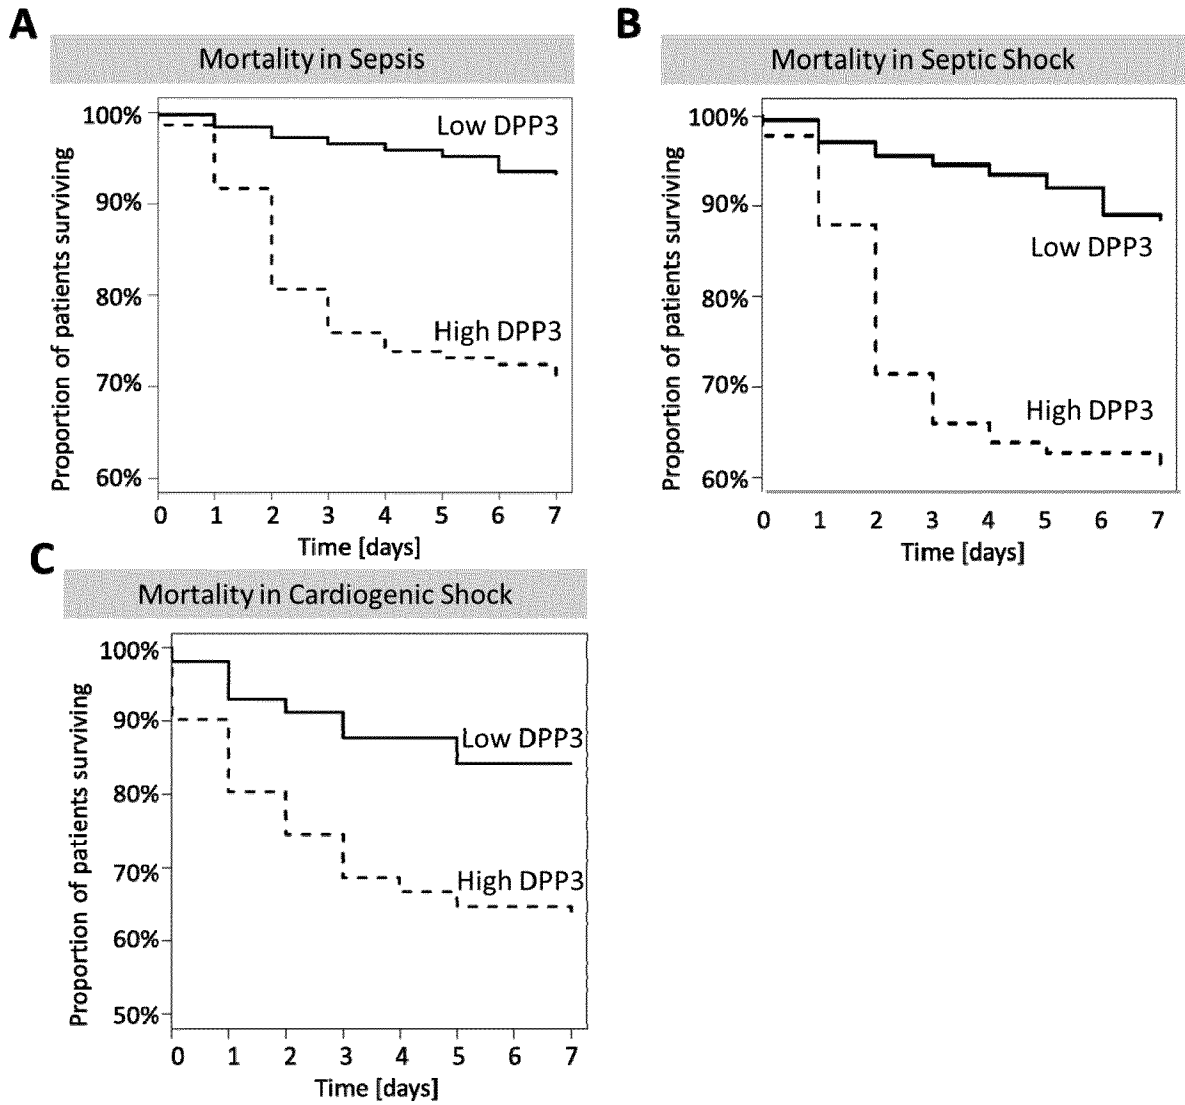 A
Mortality in Sepsis
Proportion of patients surviving
100%
90%
80%
70%
60%
Low DPP3
High DPP3
0 1 2 3 4 5 6 7
Time [days]
B
Mortality in Septic Shock
Proportion of patients surviving
100%
90%
80%
70%
60%
Low DPP3
High DPP3
0 1 2 3 4 5 6 7
Time [days]
C
Mortality in Cardiogenic Shock
Proportion of patients surviving
100%
90%
80%
70%
60%
50%
Low DPP3
High DPP3
0 1 2 3 4 5 6 7
Time [days]